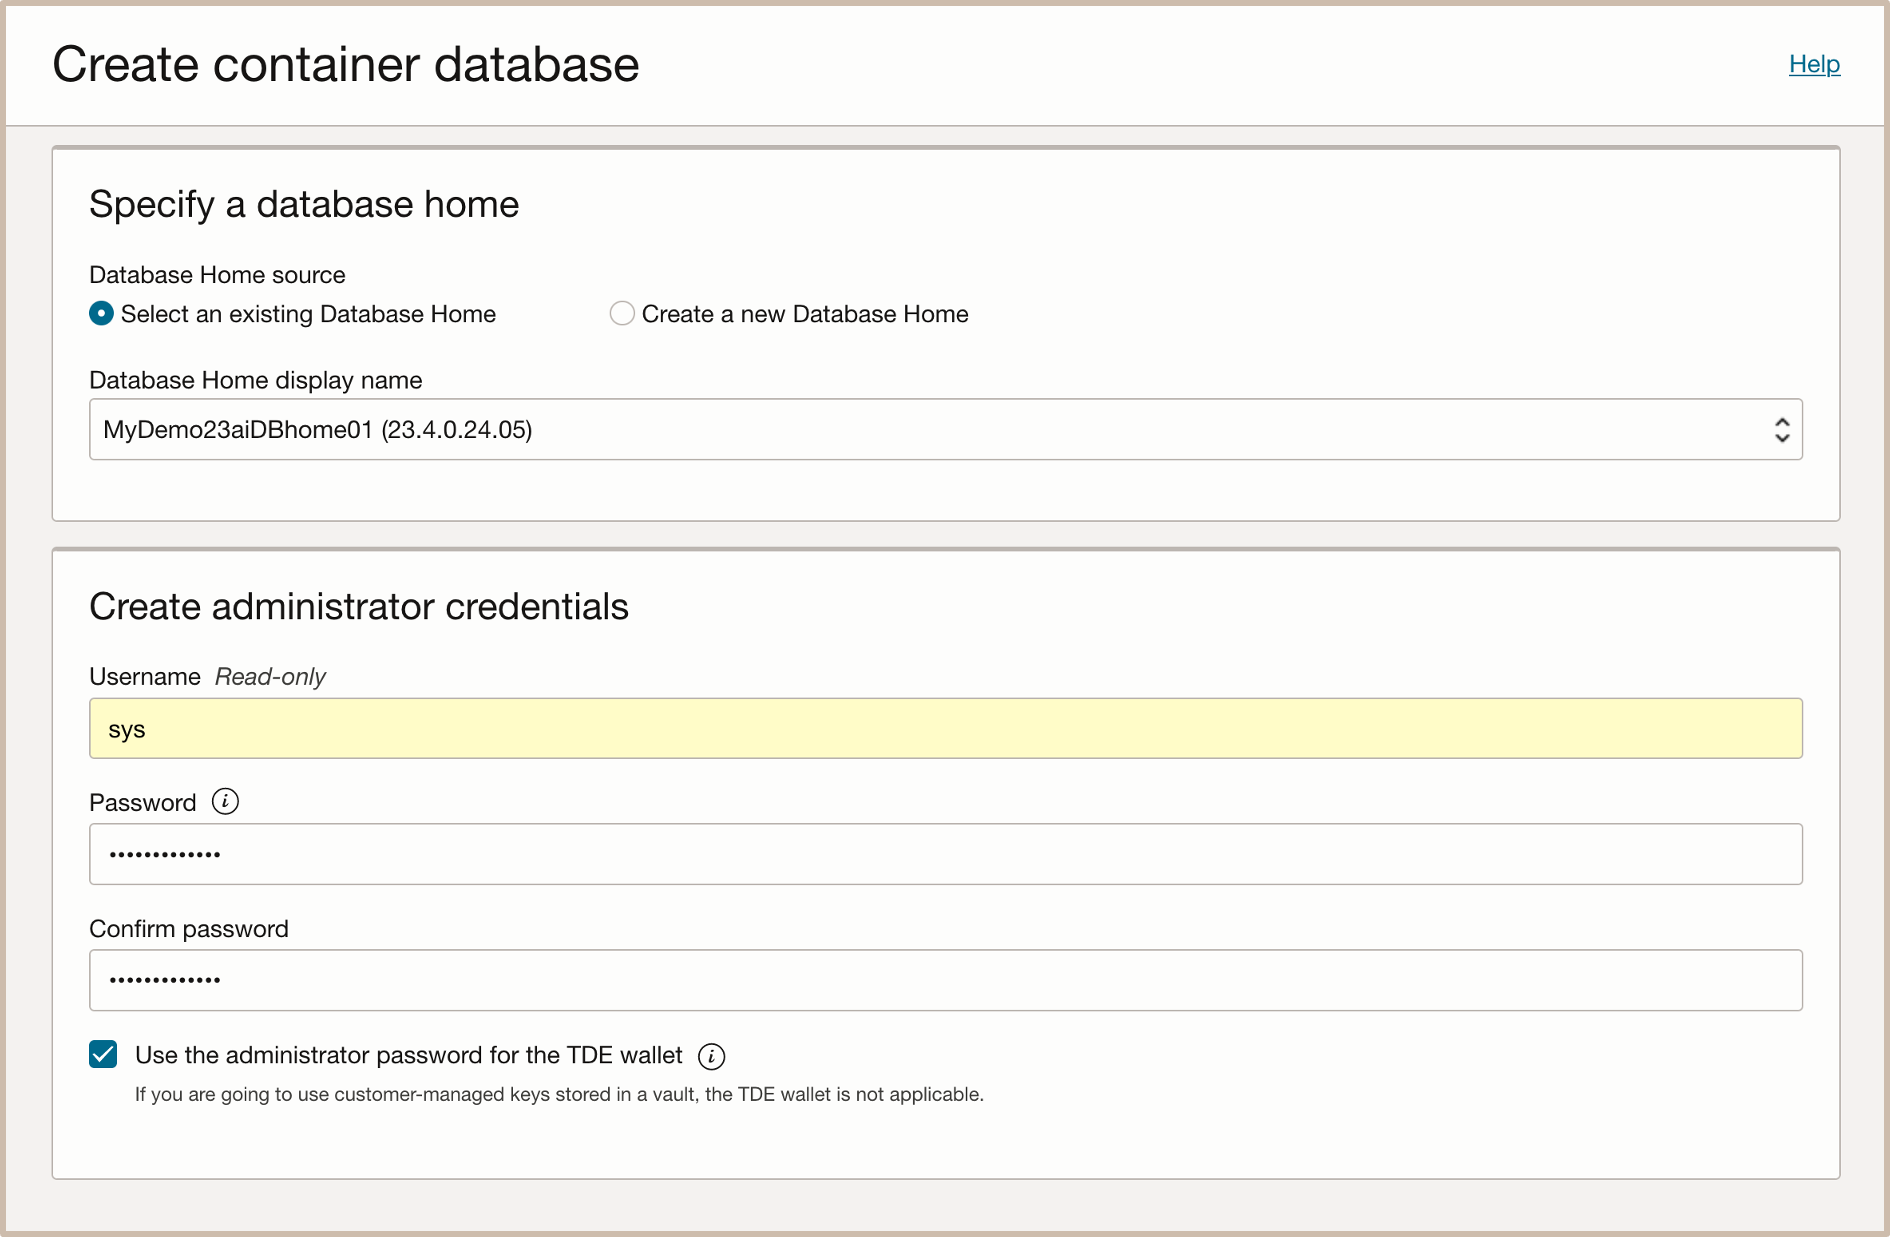 Create container database
Help
Specify a database home
Database Home source
Select an existing Database Home
Create a new Database Home
Database Home display name
MyDemo23aiDBhome01 (23.4.0.24.05)
Create administrator credentials
Username Read-only
sys
Password
•••••••••••••
Confirm password
•••••••••••••
Use the administrator password for the TDE wallet
If you are going to use customer-managed keys stored in a vault, the TDE wallet is not applicable.